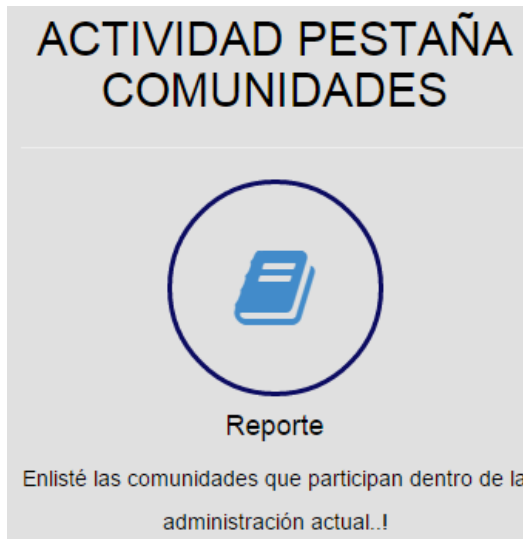 ACTIVIDAD PESTAÑA
COMUNIDADES
Reporte
Enlisté las comunidades que participan dentro de la
administración actual..!